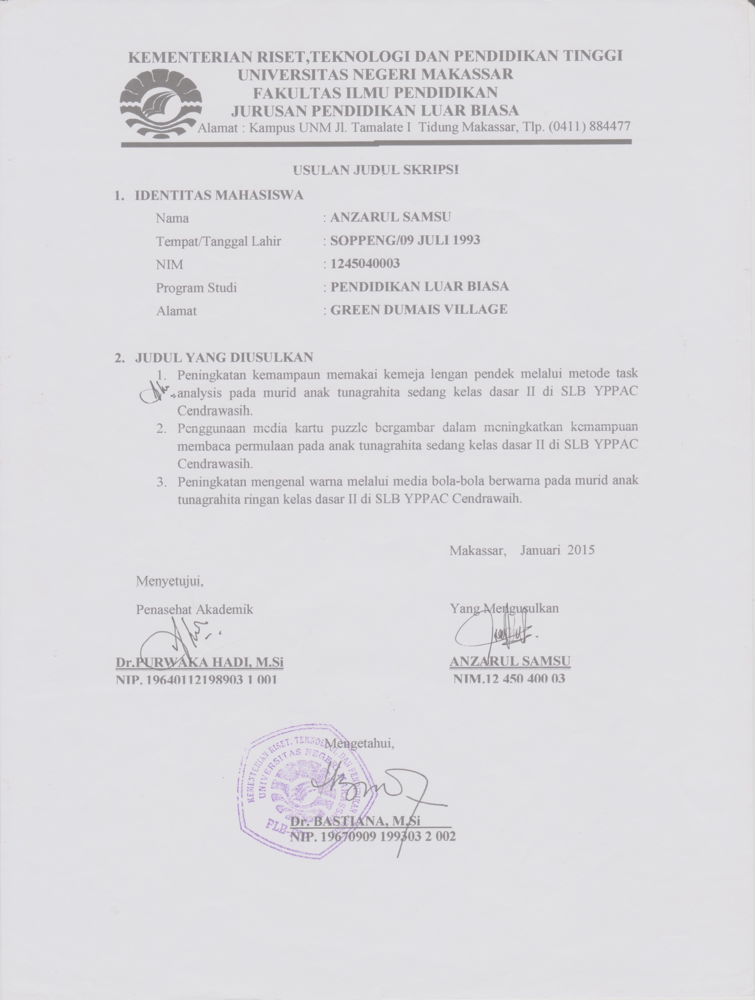 KEMENTERIAN RISET,TEKNOLOGI DAN PENDIDIKAN TINGGI
UNIVERSITAS NEGERI MAKASSAR
FAKULTAS ILMU PENDIDIKAN
JURUSAN PENDIDIKAN LUAR BIASA
Alamat : Kampus UNM Jl. Tamalate I Tidung Makassar, Tlp. (0411) 884477
USULAN JUDUL SKRIPSI
1. IDENTITAS MAHASISWA
Nama : ANZARUL SAMSU
Tempat/Tanggal Lahir : SOPPENG/09 JULI 1993
NIM : 1245040003
Program Studi : PENDIDIKAN LUAR BIASA
Alamat : GREEN DUMAIS VILLAGE
2. JUDUL YANG DIUSULKAN
1. Peningkatan kemampaun memakai kemeja lengan pendek melalui metode task
analysis pada murid anak tunagrahita sedang kelas dasar II di SLB YPPAC
Cendrawasih.
2. Penggunaan media kartu puzzle bergambar dalam meningkatkan kemampuan
membaca permulaan pada anak tunagrahita sedang kelas dasar II di SLB YPPAC
Cendrawasih.
3. Peningkatan mengenal warna melalui media bola-bola berwarna pada murid anak
tunagrahita ringan kelas dasar II di SLB YPPAC Cendrawaih.
Makassar, Januari 2015
Menyetujui,
Penasehat Akademik Yang Mengusulkan
Dr.PURWAKA HADI, M.Si ANZARUL SAMSU
NIP. 19640112198903 1 001 NIM.12 450 400 03
Mengetahui,
KEMENTERIAN RISET, TEKNOLOGI, DAN PENDIDIKAN
UNIVERSITAS NEGERI MAKASSAR
PLB-FIP
Dr. BASTIANA, M.Si
NIP. 19670909 199303 2 002